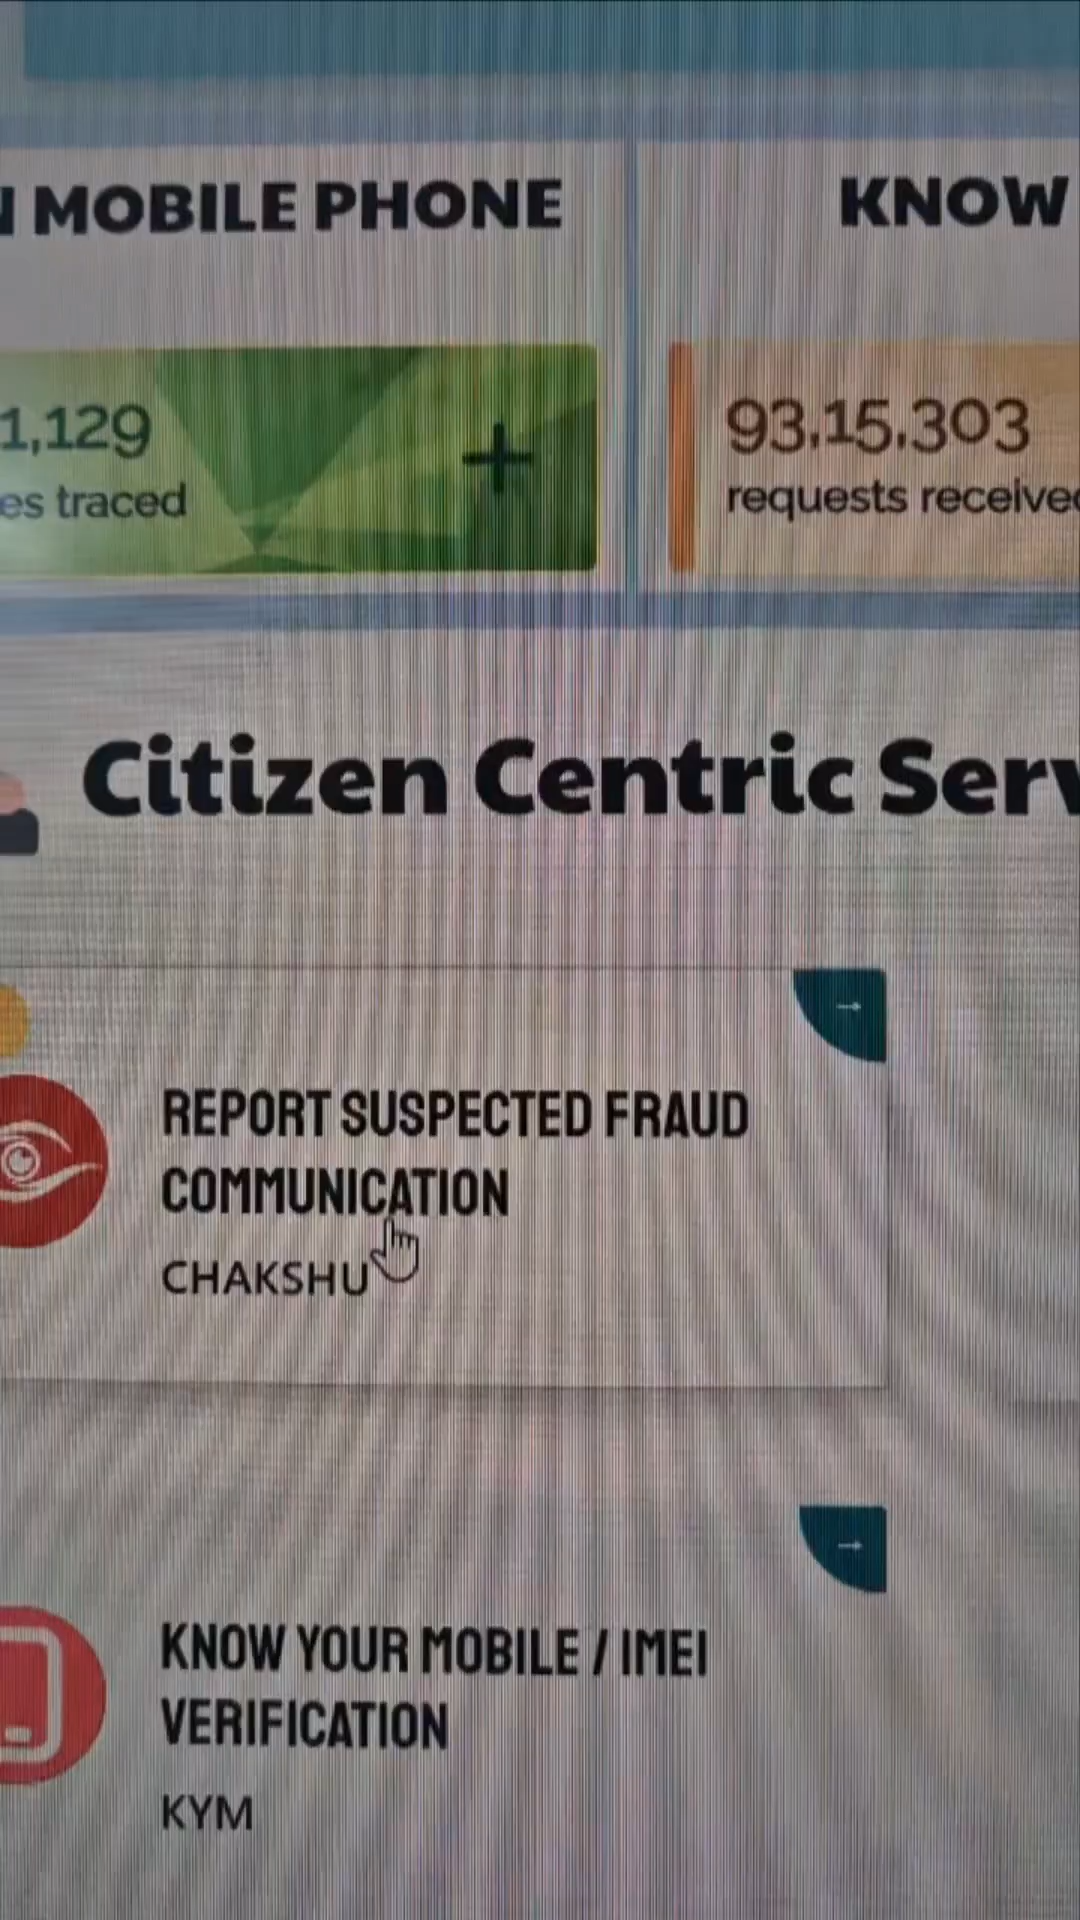 MOBILE PHONE
KNOW
1,129
es traced
93,15,303
requests received
Citizen Centric Serv
REPORT SUSPECTED FRAUD
COMMUNICATION
CHAKSHU
KNOW YOUR MOBILE / IMEI
VERIFICATION
KYM